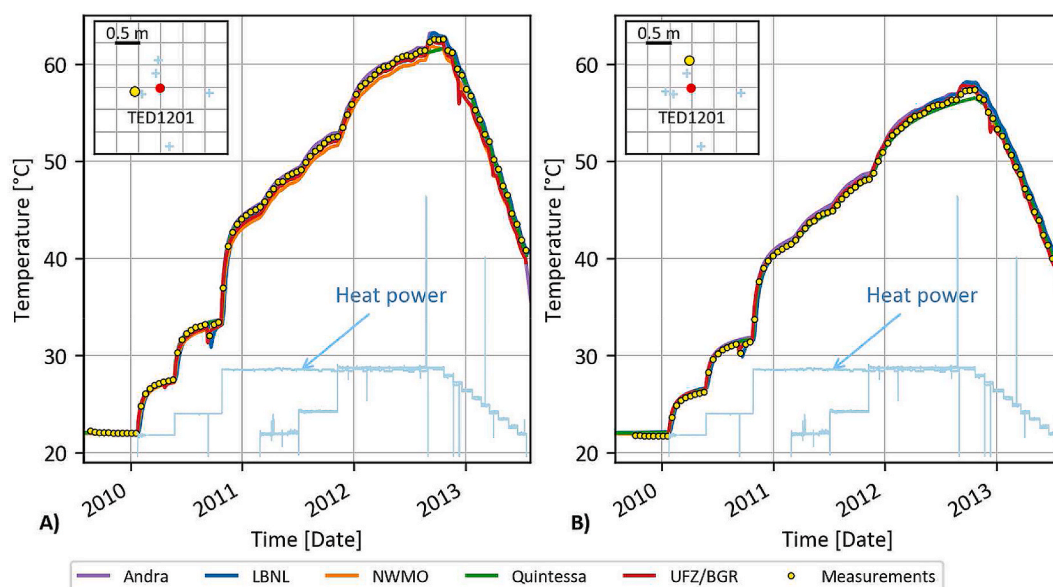 0.5 m
TED1201
Temperature [°C]
60
50
40
30
20
Heat power
2010
2011
2012
2013
A)
Time [Date]
0.5 m
TED1201
Temperature [°C]
60
50
40
30
20
Heat power
2010
2011
2012
2013
B)
Time [Date]
Andra LBNL NWMO Quintessa UFZ/BGR Measurements